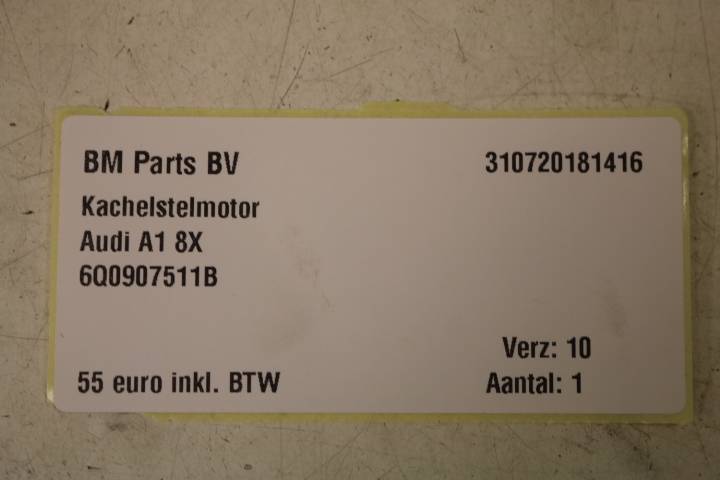 BM Parts BV 310720181416
Kachelstelmotor
Audi A1 8X
6Q0907511B
Verz: 10
55 euro inkl. BTW Aantal: 1